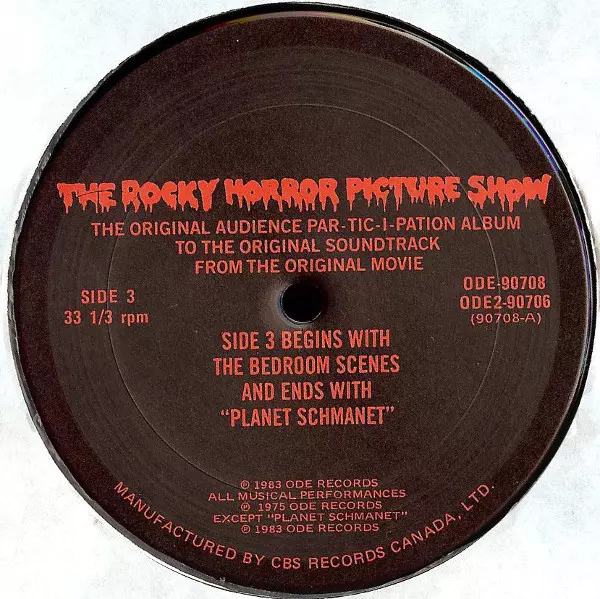 THE ROCKY HORROR PICTURE SHOW
THE ORIGINAL AUDIENCE PAR-TIC-I-PATION ALBUM
TO THE ORIGINAL SOUNDTRACK
FROM THE ORIGINAL MOVIE
SIDE 3
33 1/3 rpm
ODE-90708
ODE2-90706
(90708-A)
SIDE 3 BEGINS WITH
THE BEDROOM SCENES
AND ENDS WITH
“PLANET SCHMANET”
℗ 1983 ODE RECORDS
ALL MUSICAL PERFORMANCES
℗ 1975 ODE RECORDS
EXCEPT “PLANET SCHMANET”
℗ 1983 ODE RECORDS
MANUFACTURED BY CBS RECORDS CANADA, LTD.